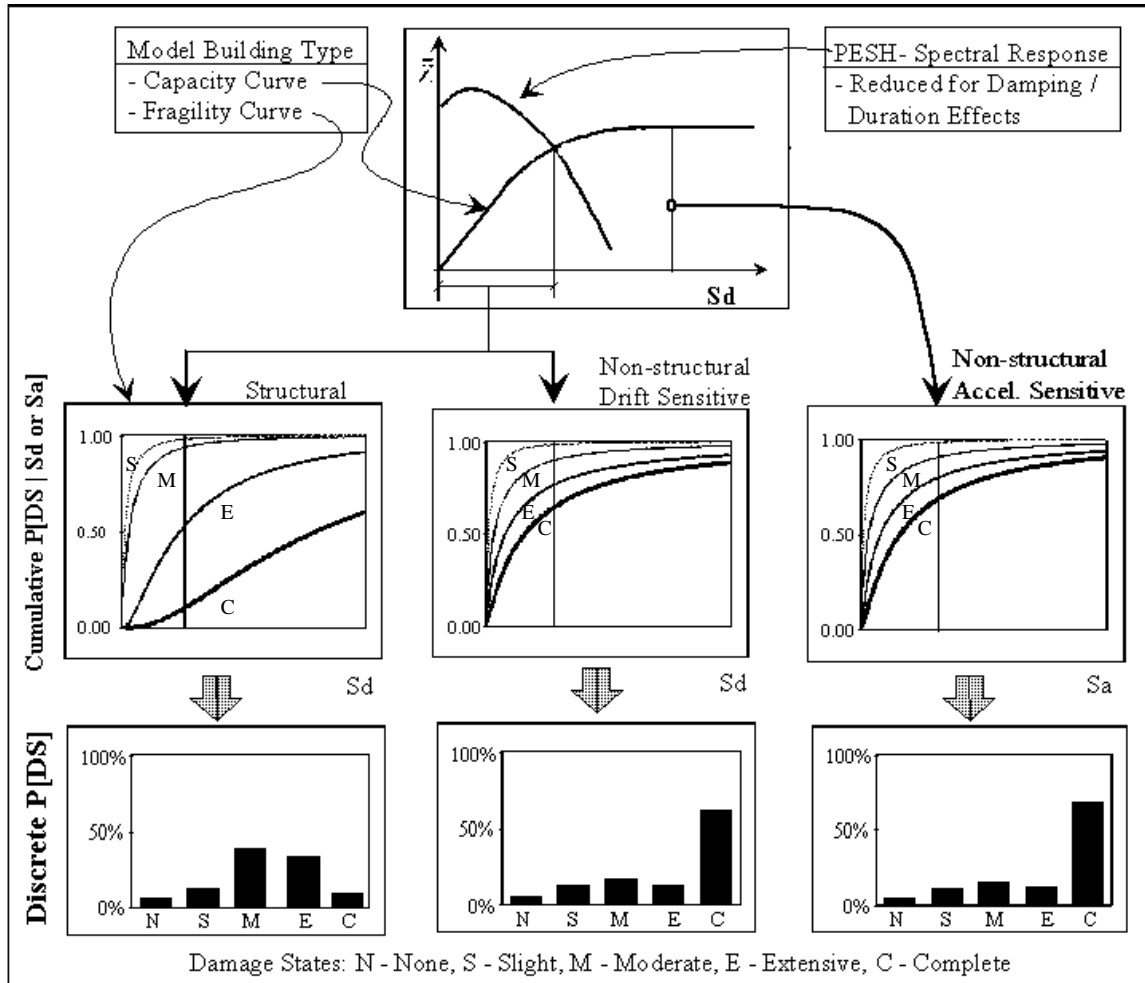 Model Building Type
- Capacity Curve
- Fragility Curve
PESH- Spectral Response
- Reduced for Damping /
Duration Effects
Sd
Structural
Non-structural
Drift Sensitive
Non-structural
Accel. Sensitive
Cumulative P[DS | Sd or Sa]
1.00
0.50
0.00
S
M
E
C
Sd
1.00
0.50
0.00
S
M
E
C
Sd
1.00
0.50
0.00
S
M
E
C
Sa
Discrete P[DS]
100%
50%
0%
N S M E C
100%
50%
0%
N S M E C
100%
50%
0%
N S M E C
Damage States: N - None, S - Slight, M - Moderate, E - Extensive, C - Complete